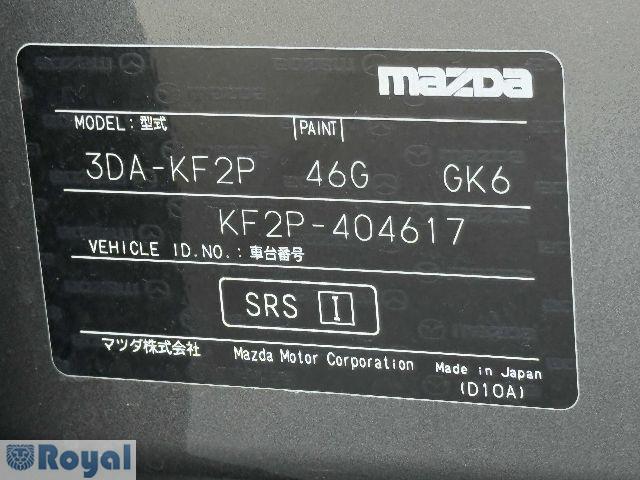 mazda
MODEL : 型式 PAINT
3DA-KF2P 46G GK6
KF2P-404617
VEHICLE ID.NO. : 車台番号
SRS I
マツダ株式会社 Mazda Motor Corporation Made in Japan
(D10A)
Royal